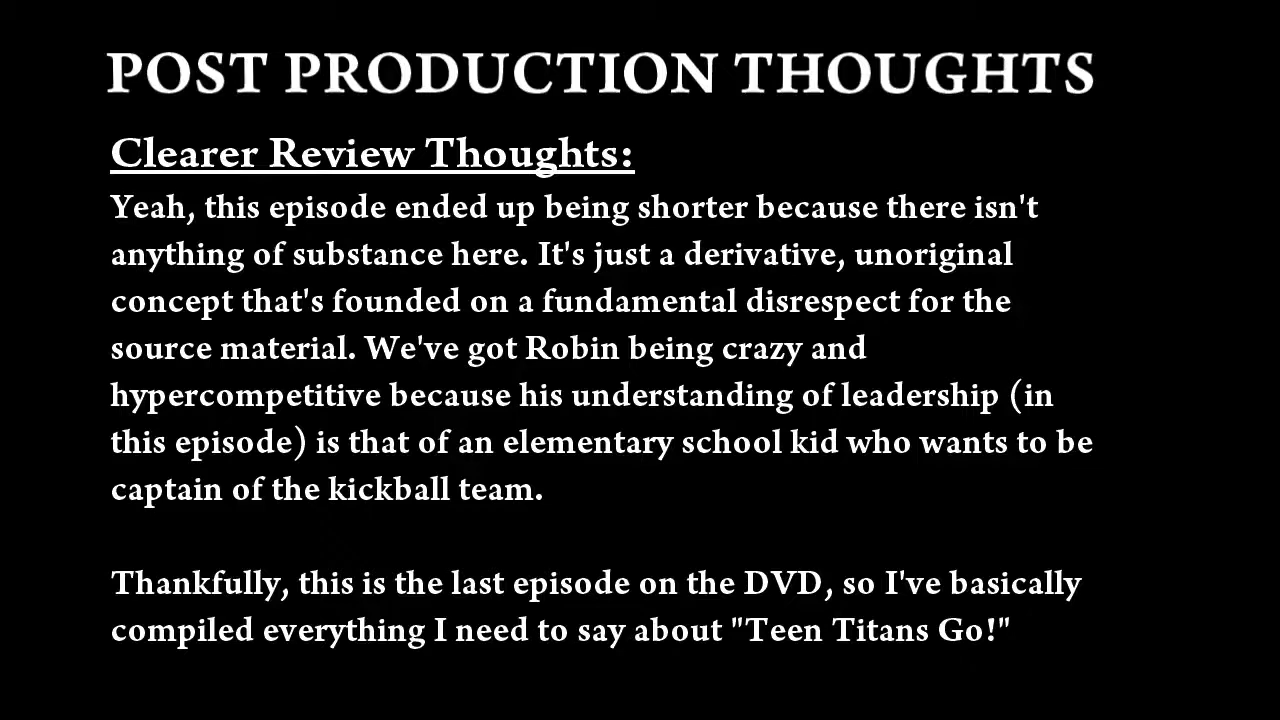 POST PRODUCTION THOUGHTS
Clearer Review Thoughts:
Yeah, this episode ended up being shorter because there isn't
anything of substance here. It's just a derivative, unoriginal
concept that's founded on a fundamental disrespect for the
source material. We've got Robin being crazy and
hypercompetitive because his understanding of leadership (in
this episode) is that of an elementary school kid who wants to be
captain of the kickball team.
Thankfully, this is the last episode on the DVD, so I've basically
compiled everything I need to say about "Teen Titans Go!"